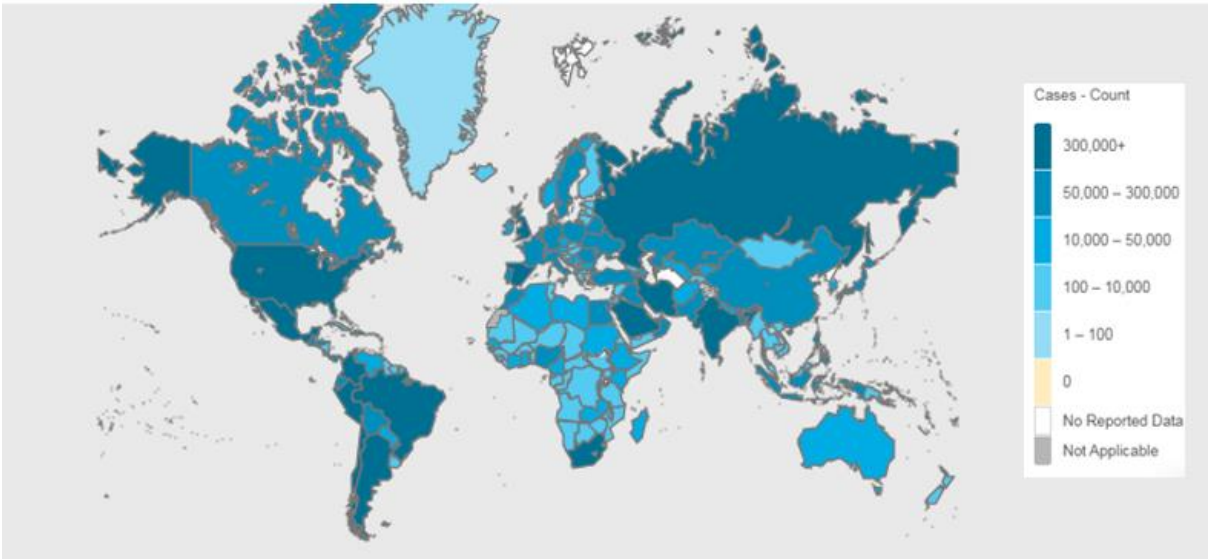 Cases - Count
300,000+
50,000 – 300,000
10,000 – 50,000
100 – 10,000
1 – 100
0
No Reported Data
Not Applicable